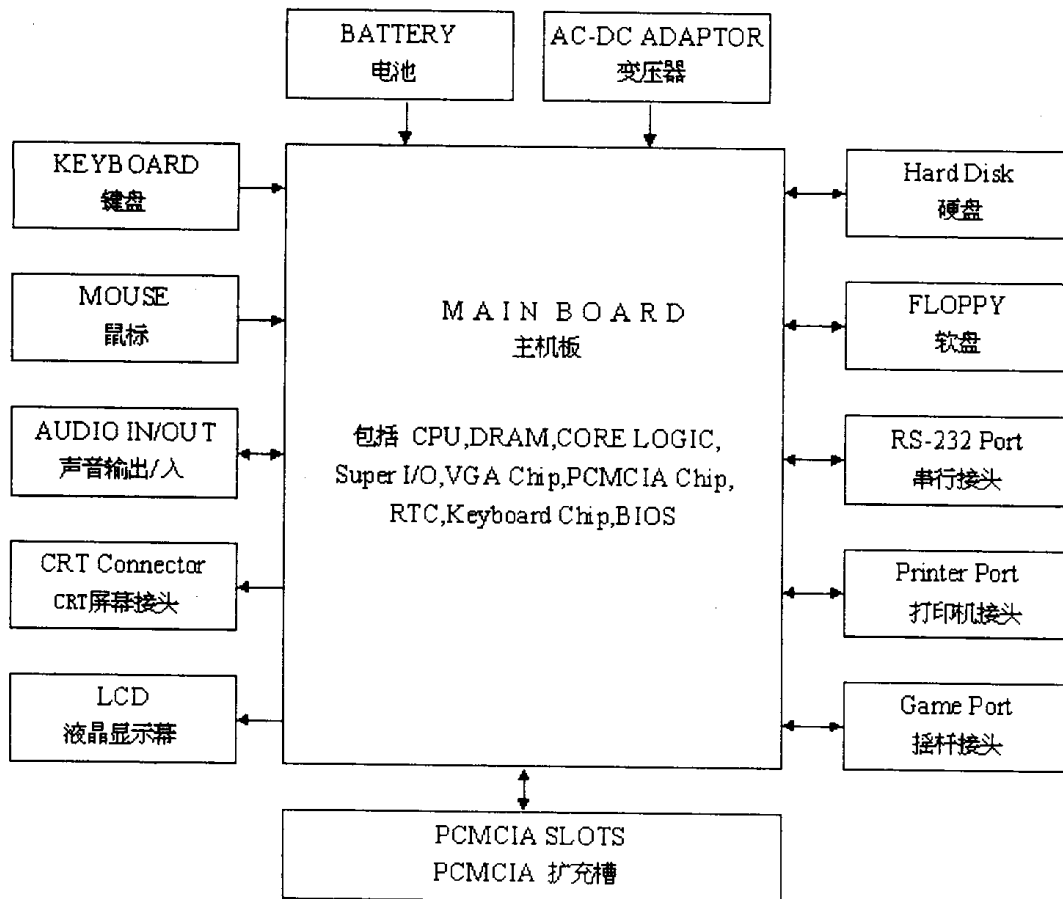 BATTERY
电池
AC-DC ADAPTOR
变压器
KEYBOARD
键盘
MOUSE
鼠标
AUDIO IN/OUT
声音输出/入
CRT Connector
CRT屏幕接头
LCD
液晶显示幕
MAIN BOARD
主机板
包括 CPU,DRAM,CORE LOGIC,
Super I/O,VGA Chip,PCMCIA Chip,
RTC,Keyboard Chip,BIOS
Hard Disk
硬盘
FLOPPY
软盘
RS-232 Port
串行接头
Printer Port
打印机接头
Game Port
摇杆接头
PCMCIA SLOTS
PCMCIA 扩充槽